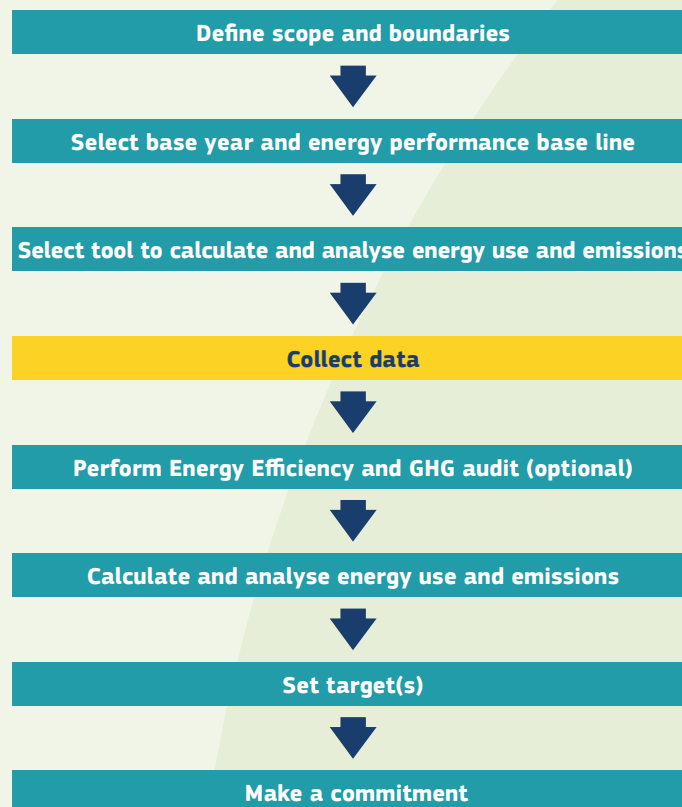 Define scope and boundaries
Select base year and energy performance base line
Select tool to calculate and analyse energy use and emissions
Collect data
Perform Energy Efficiency and GHG audit (optional)
Calculate and analyse energy use and emissions
Set target(s)
Make a commitment